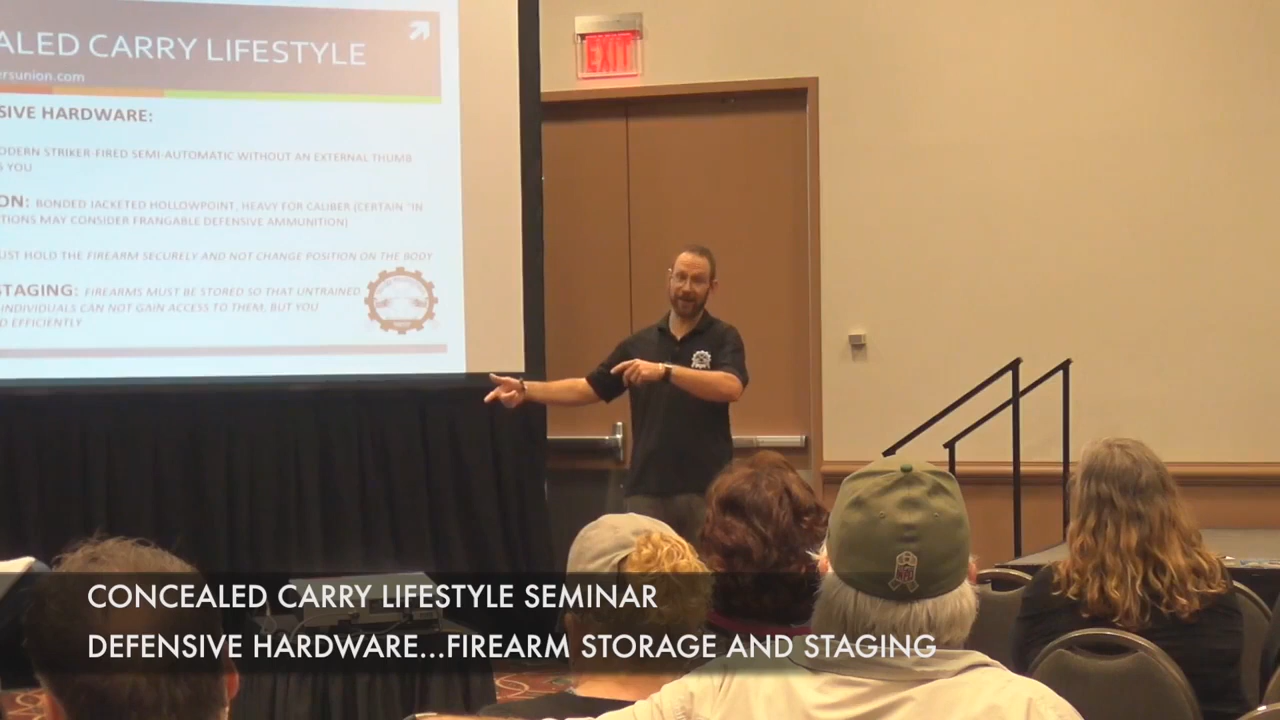 ALED CARRY LIFESTYLE
ersunion.com
SIVE HARDWARE:
ODERN STRIKER-FIRED SEMI-AUTOMATIC WITHOUT AN EXTERNAL THUMB
S YOU
ON: BONDED JACKETED HOLLOWPOINT, HEAVY FOR CALIBER (CERTAIN "IN
TIONS MAY CONSIDER FRANGABLE DEFENSIVE AMMUNITION)
UST HOLD THE FIREARM SECURELY AND NOT CHANGE POSITION ON THE BODY
STAGING: FIREARMS MUST BE STORED SO THAT UNTRAINED
INDIVIDUALS CAN NOT GAIN ACCESS TO THEM, BUT YOU
D EFFICIENTLY
EXIT
NFL
CONCEALED CARRY LIFESTYLE SEMINAR
DEFENSIVE HARDWARE...FIREARM STORAGE AND STAGING